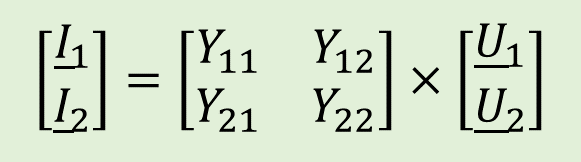 [I̲₁] = [Y₁₁ Y₁₂] × [U̲₁]
[I̲₂] [Y₂₁ Y₂₂] [U̲₂]